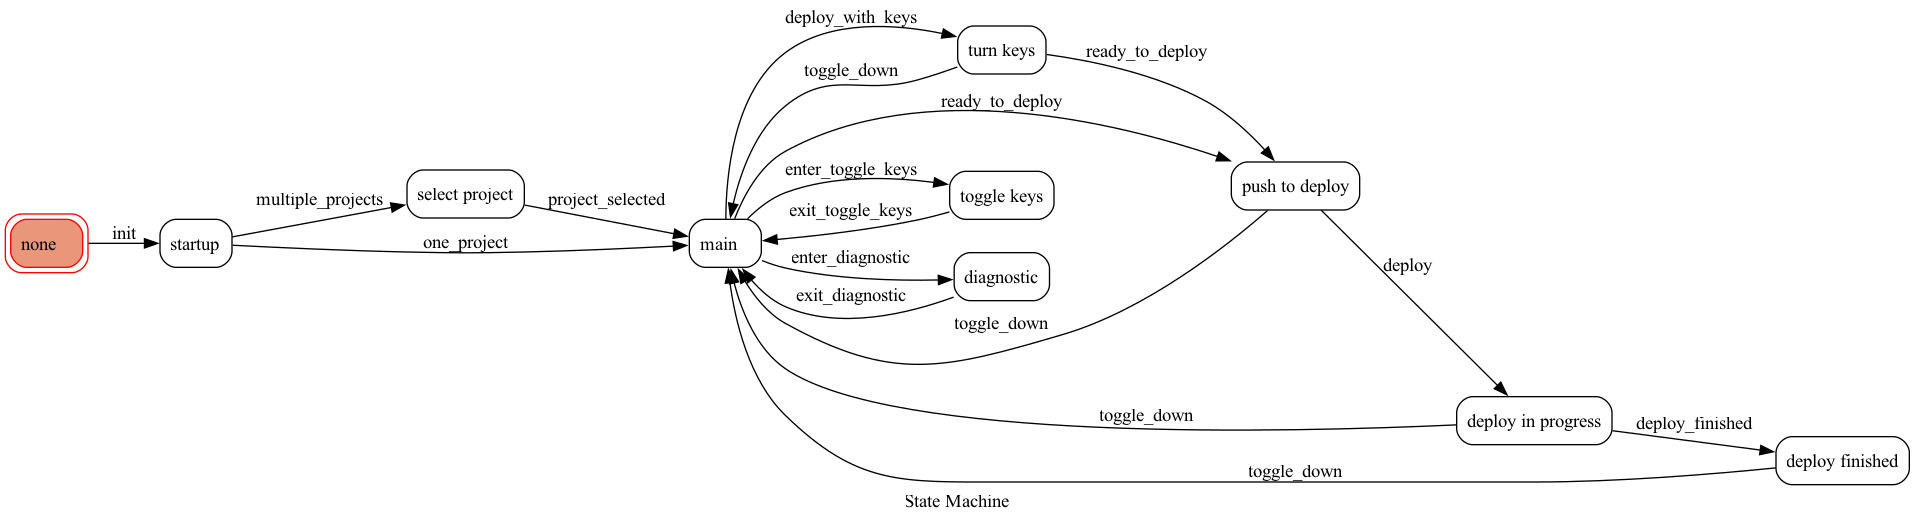 deploy_with_keys
turn keys
toggle_down
ready_to_deploy
ready_to_deploy
enter_toggle_keys
multiple_projects
select project
project_selected
toggle keys
push to deploy
exit_toggle_keys
none
init
startup
one_project
main
enter_diagnostic
diagnostic
exit_diagnostic
deploy
toggle_down
toggle_down
deploy in progress
deploy_finished
deploy finished
toggle_down
State Machine